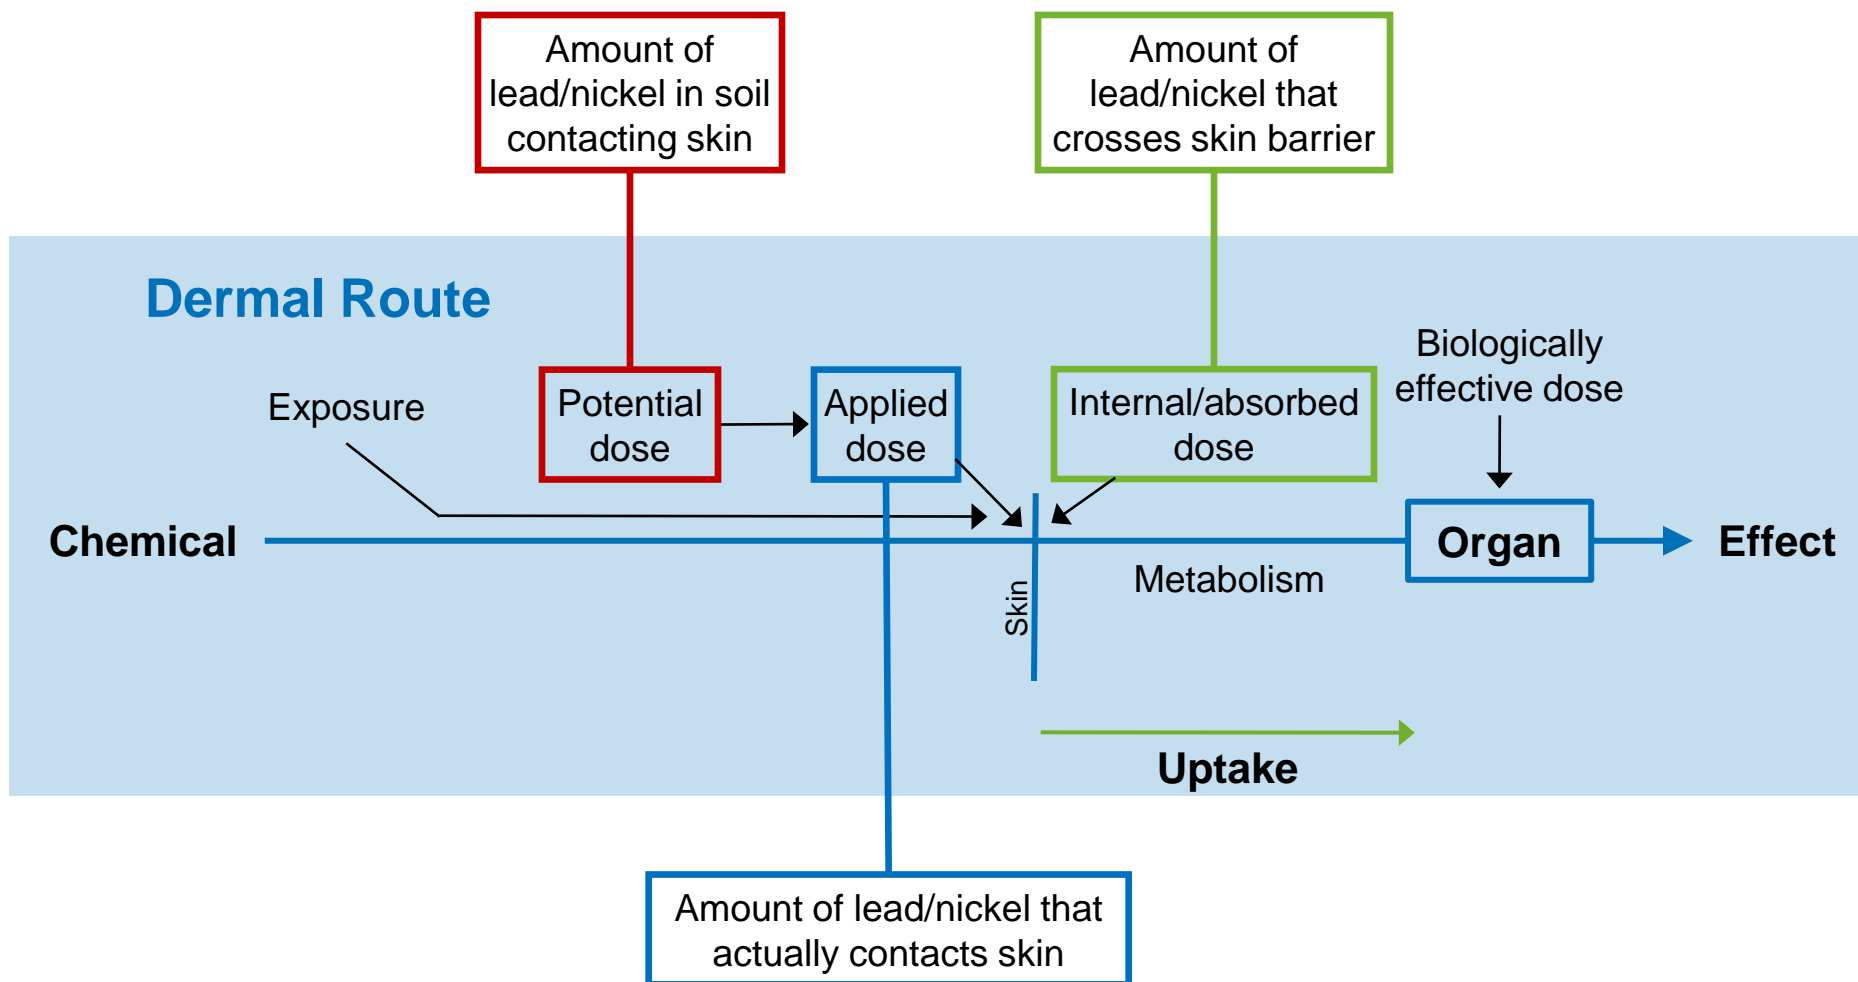 Amount of
lead/nickel in soil
contacting skin
Amount of
lead/nickel that
crosses skin barrier
Dermal Route
Exposure
Potential
dose
Applied
dose
Internal/absorbed
dose
Biologically
effective dose
Chemical
Skin
Metabolism
Organ
Effect
Uptake
Amount of lead/nickel that
actually contacts skin